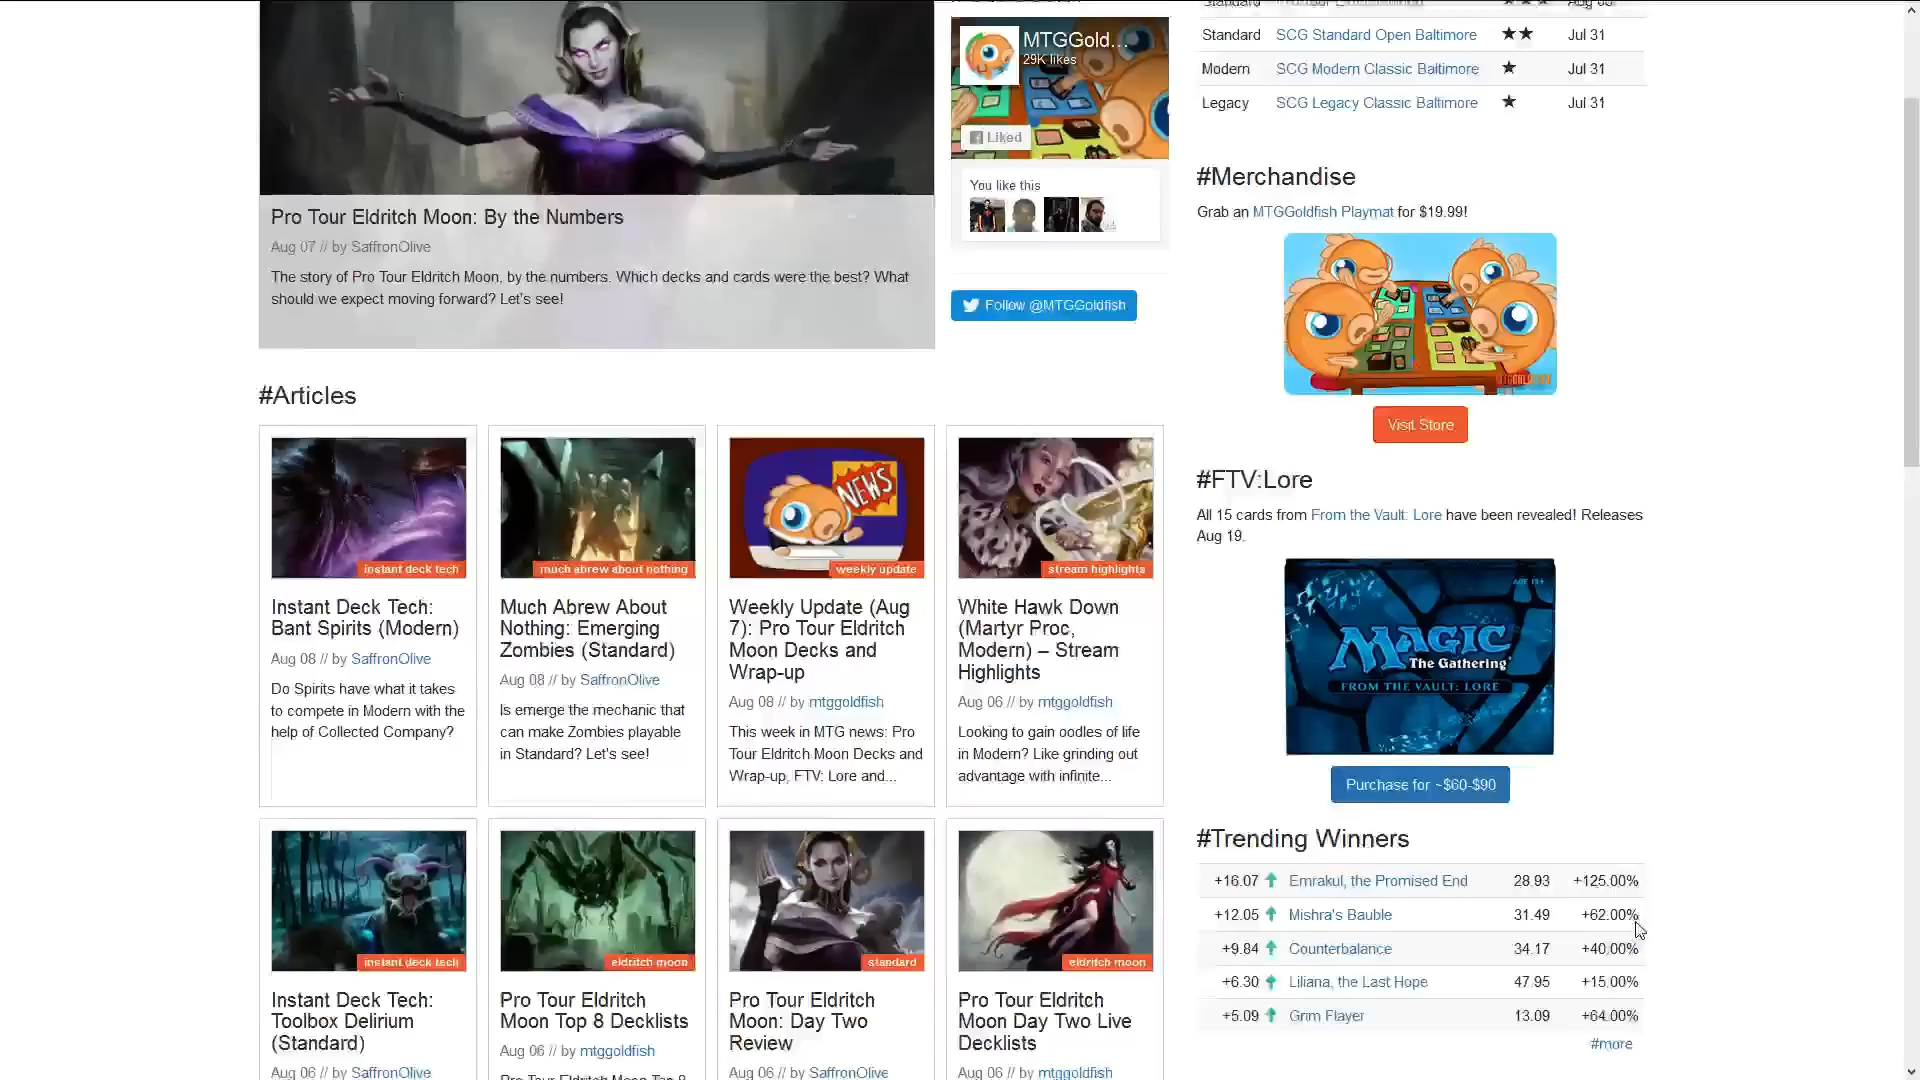 Standard SCG Standard Open Baltimore ★★ Jul 31
Modern SCG Modern Classic Baltimore ★ Jul 31
Legacy SCG Legacy Classic Baltimore ★ Jul 31
MTGGold...
29K likes
Liked
You like this
Follow @MTGGoldfish
Pro Tour Eldritch Moon: By the Numbers
Aug 07 // by SaffronOlive
The story of Pro Tour Eldritch Moon, by the numbers. Which decks and cards were the best? What
should we expect moving forward? Let's see!
#Articles
instant deck tech
Instant Deck Tech:
Bant Spirits (Modern)
Aug 08 // by SaffronOlive
Do Spirits have what it takes
to compete in Modern with the
help of Collected Company?
much abrew about nothing
Much Abrew About
Nothing: Emerging
Zombies (Standard)
Aug 08 // by SaffronOlive
Is emerge the mechanic that
can make Zombies playable
in Standard? Let's see!
NEWS
weekly update
Weekly Update (Aug
7): Pro Tour Eldritch
Moon Decks and
Wrap-up
Aug 08 // by mtggoldfish
This week in MTG news: Pro
Tour Eldritch Moon Decks and
Wrap-up, FTV: Lore and...
stream highlights
White Hawk Down
(Martyr Proc,
Modern) – Stream
Highlights
Aug 06 // by mtggoldfish
Looking to gain oodles of life
in Modern? Like grinding out
advantage with infinite...
instant deck tech
Instant Deck Tech:
Toolbox Delirium
(Standard)
Aug 06 // by SaffronOlive
eldritch moon
Pro Tour Eldritch
Moon Top 8 Decklists
Aug 06 // by mtggoldfish
standard
Pro Tour Eldritch
Moon: Day Two
Review
Aug 06 // by SaffronOlive
eldritch moon
Pro Tour Eldritch
Moon Day Two Live
Decklists
Aug 06 // by mtggoldfish
#Merchandise
Grab an MTGGoldfish Playmat for $19.99!
Visit Store
#FTV:Lore
All 15 cards from From the Vault: Lore have been revealed! Releases
Aug 19.
MAGIC
The Gathering
FROM THE VAULT: LORE
Purchase for ~$60-$90
#Trending Winners
+16.07 Emrakul, the Promised End 28.93 +125.00%
+12.05 Mishra's Bauble 31.49 +62.00%
+9.84 Counterbalance 34.17 +40.00%
+6.30 Liliana, the Last Hope 47.95 +15.00%
+5.09 Grim Flayer 13.09 +64.00%
#more